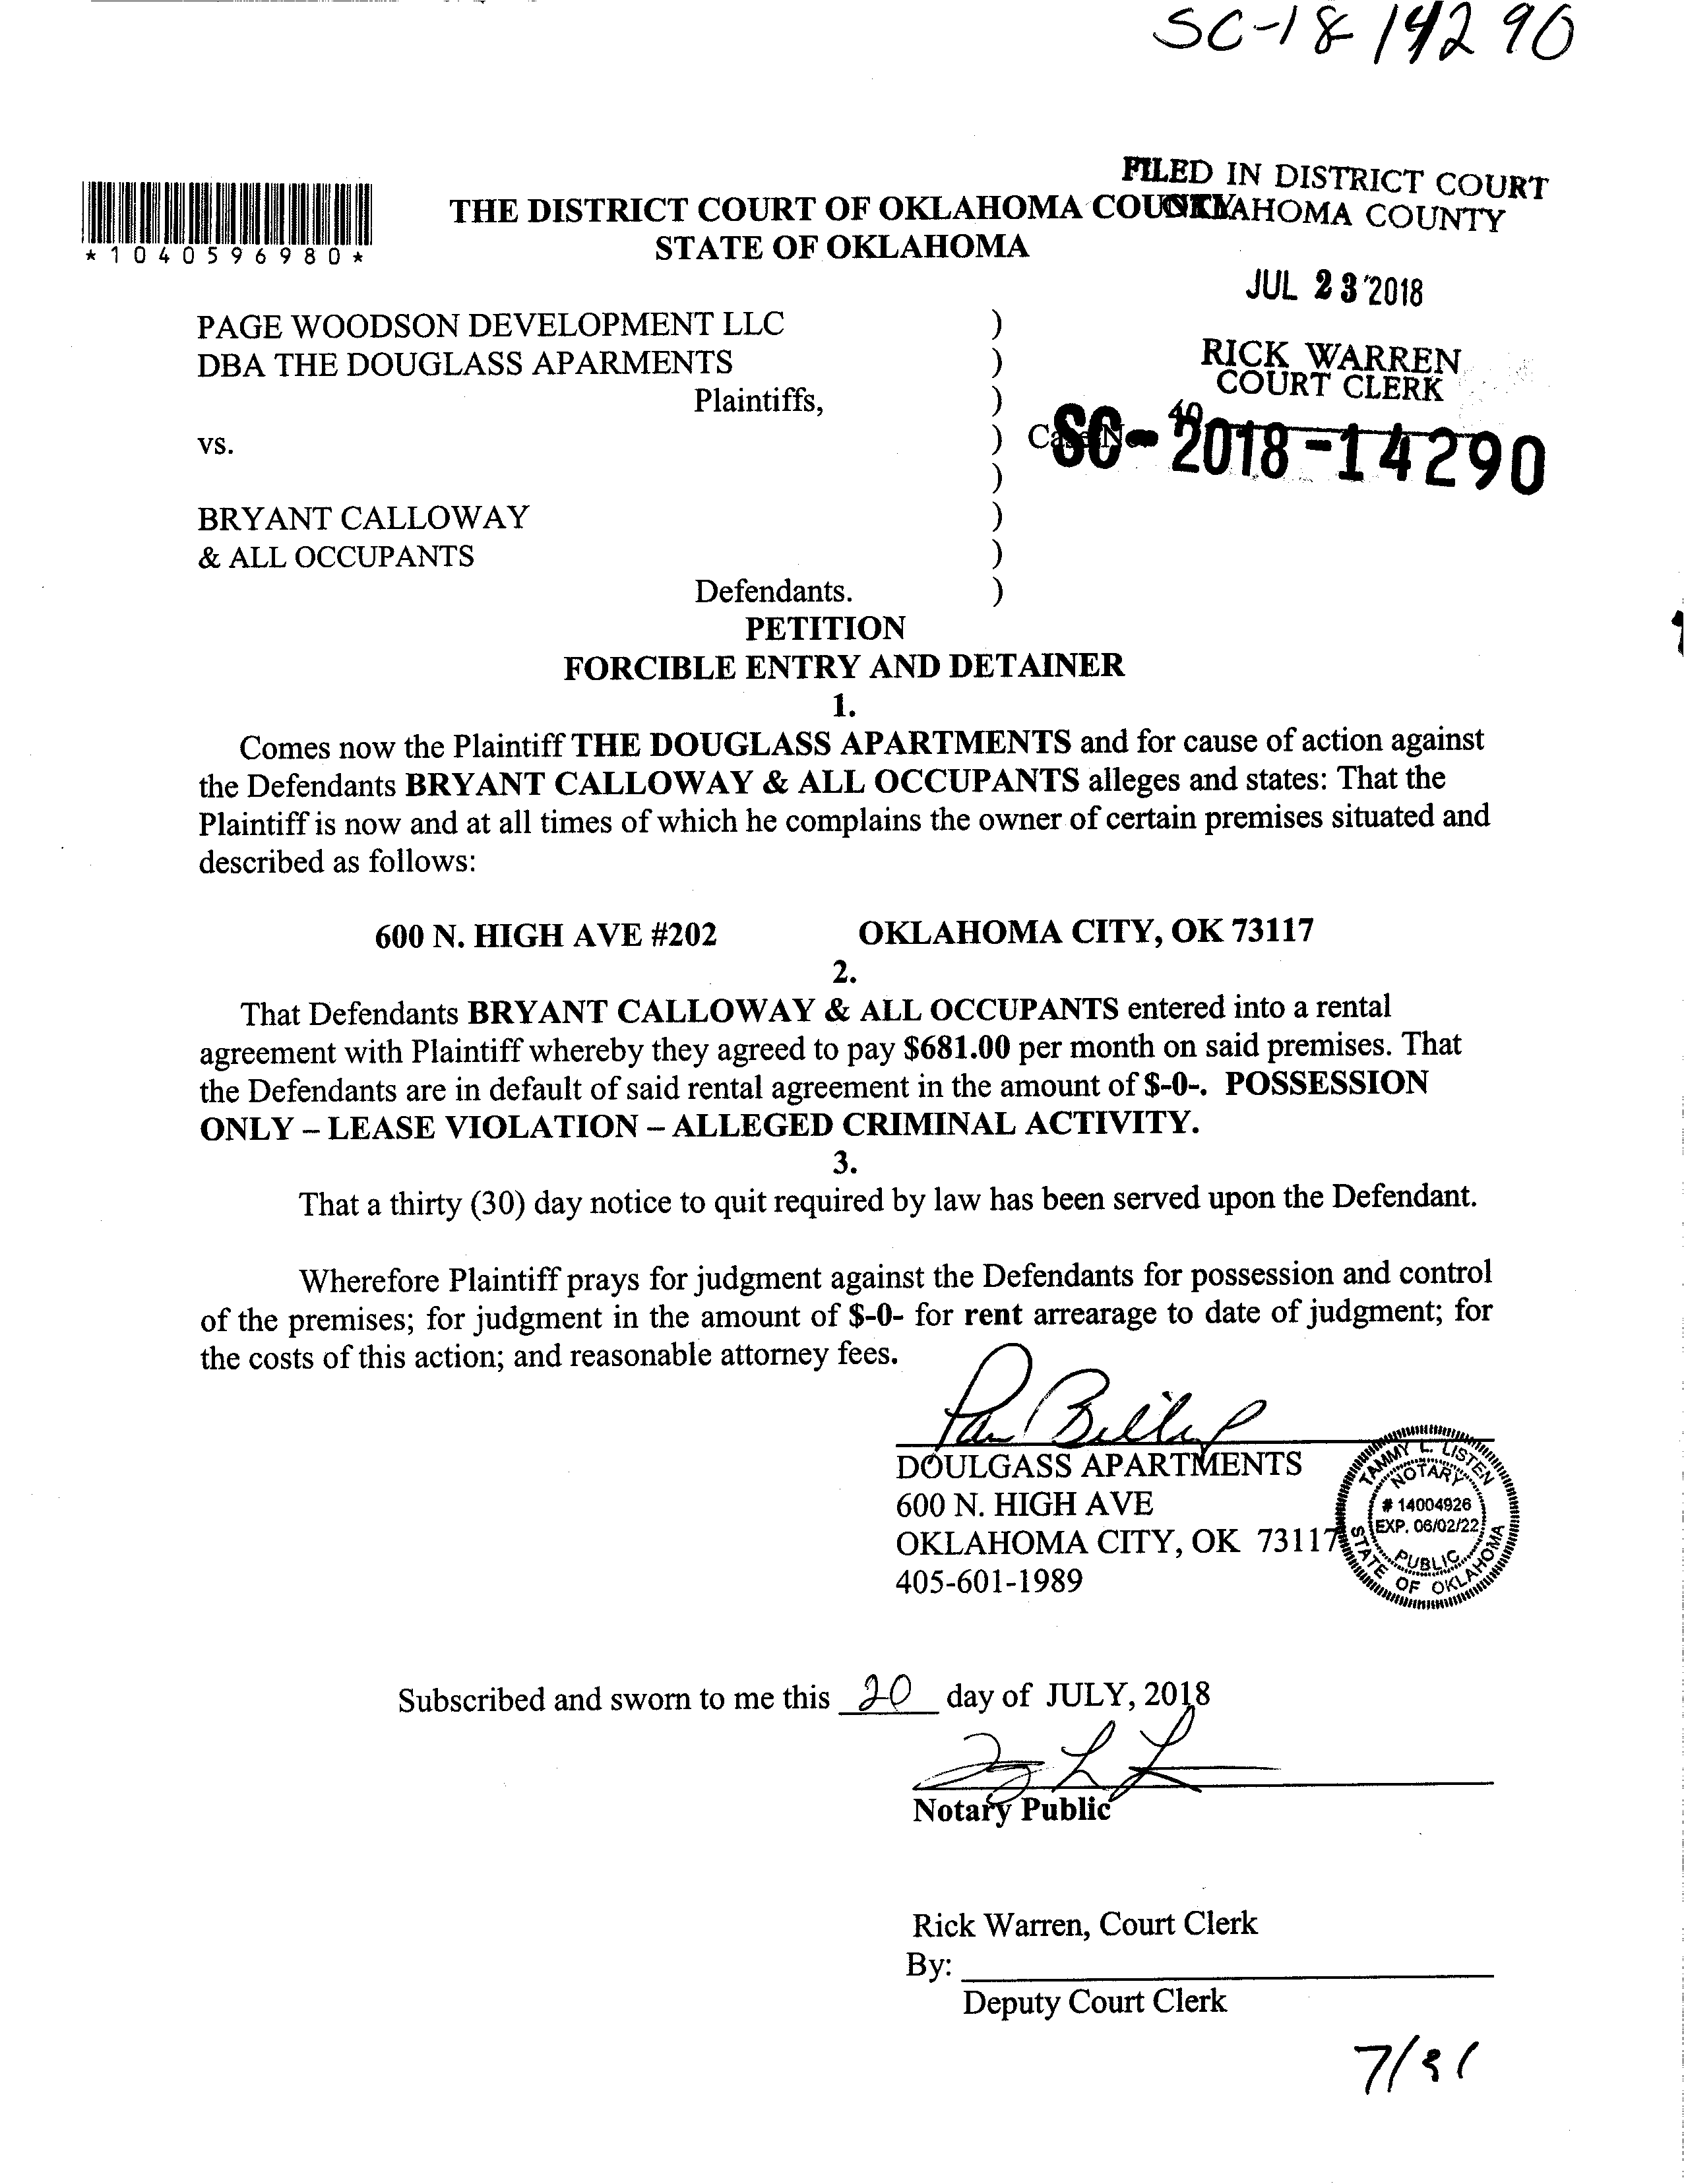 SC-18 14290
FILED IN DISTRICT COURT
OKLAHOMA COUNTY
THE DISTRICT COURT OF OKLAHOMA COUNTY
STATE OF OKLAHOMA
*1040596980*
JUL 23 2018
PAGE WOODSON DEVELOPMENT LLC )
DBA THE DOUGLASS APARMENTS )
Plaintiffs, )
RICK WARREN
COURT CLERK
40
vs. ) Case No
SC-2018-14290
)
BRYANT CALLOWAY )
& ALL OCCUPANTS )
Defendants. )
PETITION
FORCIBLE ENTRY AND DETAINER
1.
Comes now the Plaintiff THE DOUGLASS APARTMENTS and for cause of action against
the Defendants BRYANT CALLOWAY & ALL OCCUPANTS alleges and states: That the
Plaintiff is now and at all times of which he complains the owner of certain premises situated and
described as follows:
600 N. HIGH AVE #202 OKLAHOMA CITY, OK 73117
2.
That Defendants BRYANT CALLOWAY & ALL OCCUPANTS entered into a rental
agreement with Plaintiff whereby they agreed to pay $681.00 per month on said premises. That
the Defendants are in default of said rental agreement in the amount of $-0-. POSSESSION
ONLY – LEASE VIOLATION – ALLEGED CRIMINAL ACTIVITY.
3.
That a thirty (30) day notice to quit required by law has been served upon the Defendant.
Wherefore Plaintiff prays for judgment against the Defendants for possession and control
of the premises; for judgment in the amount of $-0- for rent arrearage to date of judgment; for
the costs of this action; and reasonable attorney fees.
DOULGASS APARTMENTS
600 N. HIGH AVE
OKLAHOMA CITY, OK 73117
405-601-1989
TAMMY L. LISTEN
NOTARY
# 14004926
EXP. 06/02/22
PUBLIC
STATE OF OKLAHOMA
Subscribed and sworn to me this 20 day of JULY, 2018
Notary Public
Rick Warren, Court Clerk
By:
Deputy Court Clerk
7/31